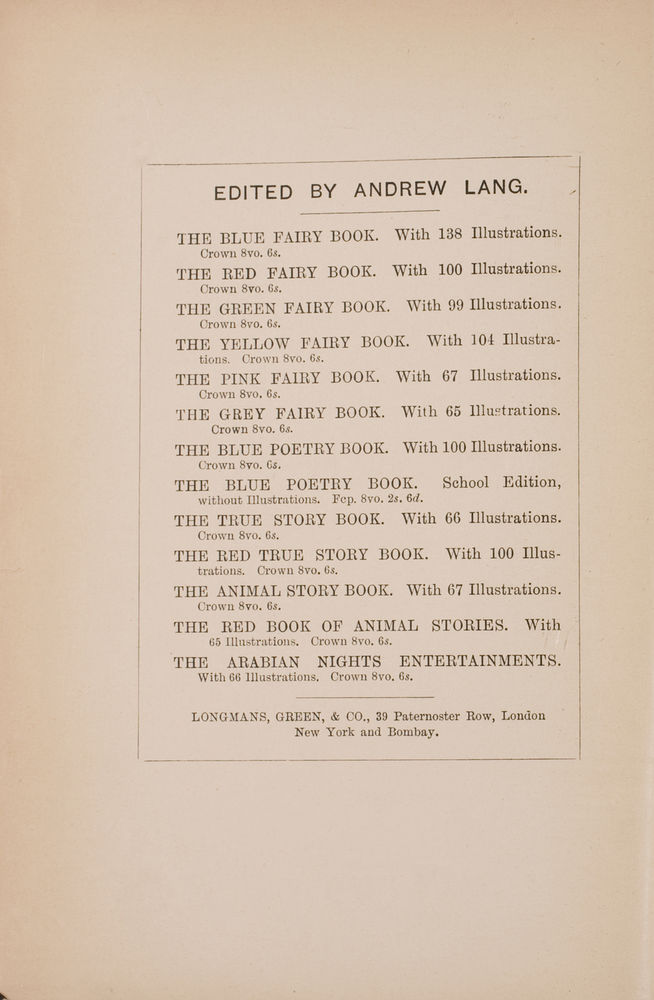 EDITED BY ANDREW LANG.
THE BLUE FAIRY BOOK. With 138 Illustrations.
Crown 8vo. 6s.
THE RED FAIRY BOOK. With 100 Illustrations.
Crown 8vo. 6s.
THE GREEN FAIRY BOOK. With 99 Illustrations.
Crown 8vo. 6s.
THE YELLOW FAIRY BOOK. With 104 Illustra-
tions. Crown 8vo. 6s.
THE PINK FAIRY BOOK. With 67 Illustrations.
Crown 8vo. 6s.
THE GREY FAIRY BOOK. With 65 Illustrations.
Crown 8vo. 6s.
THE BLUE POETRY BOOK. With 100 Illustrations.
Crown 8vo. 6s.
THE BLUE POETRY BOOK. School Edition,
without Illustrations. Fcp. 8vo. 2s. 6d.
THE TRUE STORY BOOK. With 66 Illustrations.
Crown 8vo. 6s.
THE RED TRUE STORY BOOK. With 100 Illus-
trations. Crown 8vo. 6s.
THE ANIMAL STORY BOOK. With 67 Illustrations.
Crown 8vo. 6s.
THE RED BOOK OF ANIMAL STORIES. With
65 Illustrations. Crown 8vo. 6s.
THE ARABIAN NIGHTS ENTERTAINMENTS.
With 66 Illustrations. Crown 8vo. 6s.
LONGMANS, GREEN, & CO., 39 Paternoster Row, London
New York and Bombay.